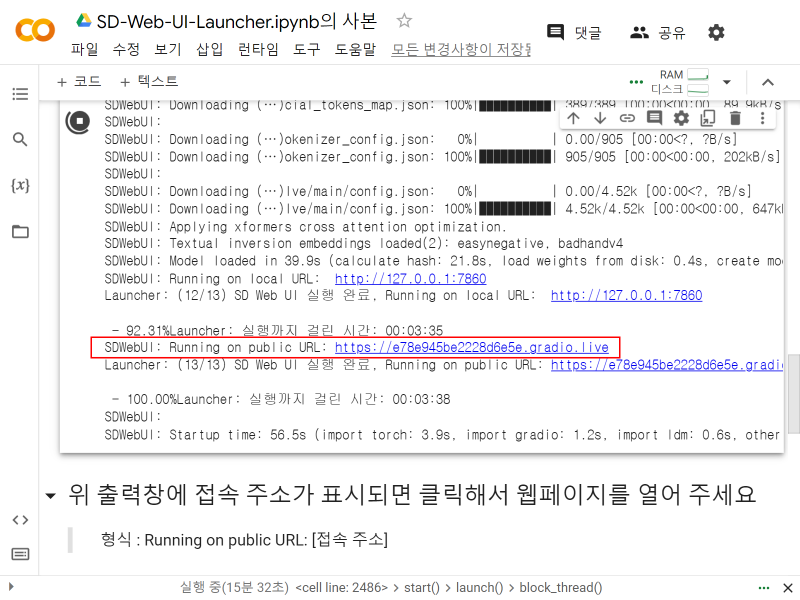 SD-Web-UI-Launcher.ipynb의 사본
댓글
공유
파일 수정 보기 삽입 런타임 도구 도움말 모든 변경사항이 저장됨
+ 코드 + 텍스트
RAM
디스크
SDWebUI: Downloading (…)cial_tokens_map.json: 100%|██████████| 389/389 [00:00<00:00, 89.9kB/s]
SDWebUI:
SDWebUI: Downloading (…)okenizer_config.json:   0%|          | 0.00/905 [00:00<?, ?B/s]
SDWebUI: Downloading (…)okenizer_config.json: 100%|██████████| 905/905 [00:00<00:00, 202kB/s]
SDWebUI:
SDWebUI: Downloading (…)lve/main/config.json:   0%|          | 0.00/4.52k [00:00<?, ?B/s]
SDWebUI: Downloading (…)lve/main/config.json: 100%|██████████| 4.52k/4.52k [00:00<00:00, 647k
SDWebUI: Applying xformers cross attention optimization.
SDWebUI: Textual inversion embeddings loaded(2): easynegative, badhandv4
SDWebUI: Model loaded in 39.9s (calculate hash: 21.8s, load weights from disk: 0.4s, create mo
SDWebUI: Running on local URL:  http://127.0.0.1:7860
Launcher: (12/13) SD Web UI 실행 완료, Running on local URL:  http://127.0.0.1:7860
- 92.31%Launcher: 실행까지 걸린 시간: 00:03:35
SDWebUI: Running on public URL: https://e78e945be2228d6e5e.gradio.live
Launcher: (13/13) SD Web UI 실행 완료, Running on public URL: https://e78e945be2228d6e5e.gradi
- 100.00%Launcher: 실행까지 걸린 시간: 00:03:38
SDWebUI:
SDWebUI: Startup time: 56.5s (import torch: 3.9s, import gradio: 1.2s, import ldm: 0.6s, other
위 출력창에 접속 주소가 표시되면 클릭해서 웹페이지를 열어 주세요
형식 : Running on public URL: [접속 주소]
실행 중(15분 32초) <cell line: 2486> > start() > launch() > block_thread()